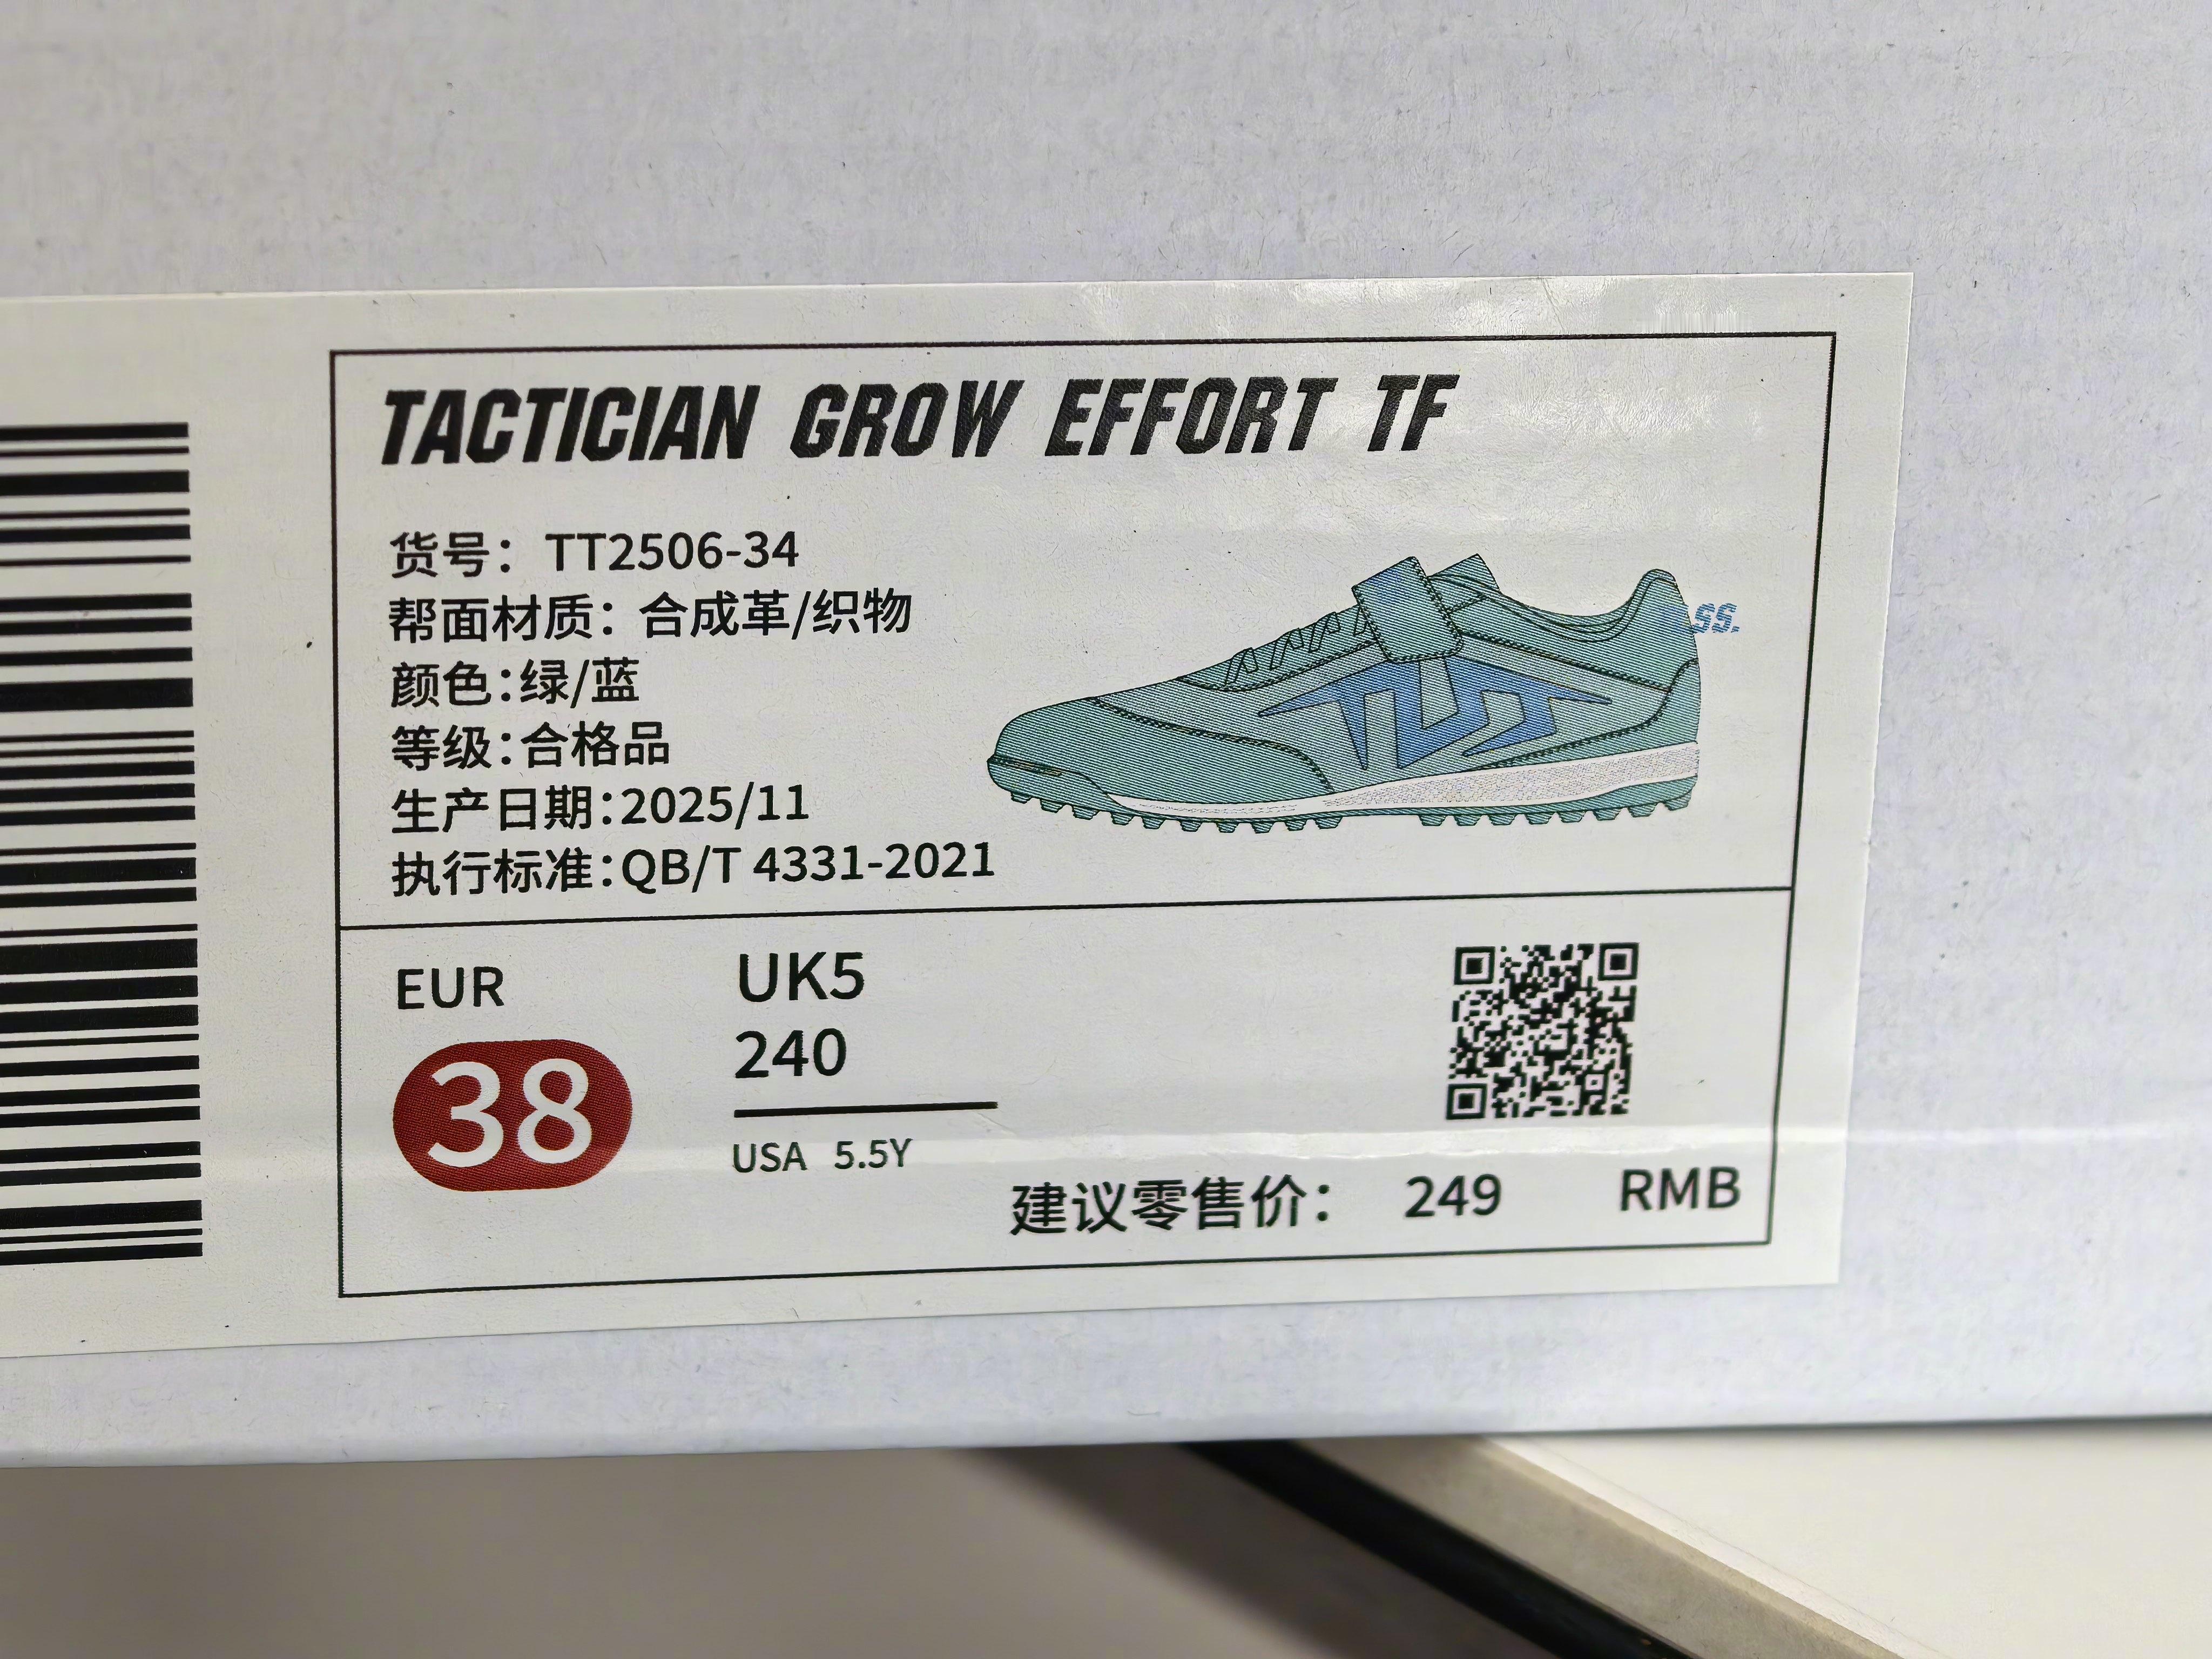 TACTICIAN GROW EFFORT TF
货号：TT2506-34
帮面材质：合成革/织物
颜色:绿/蓝
等级:合格品
生产日期:2025/11
执行标准:QB/T 4331-2021
SS.
EUR
38
UK5
240
USA 5.5Y
建议零售价： 249 RMB